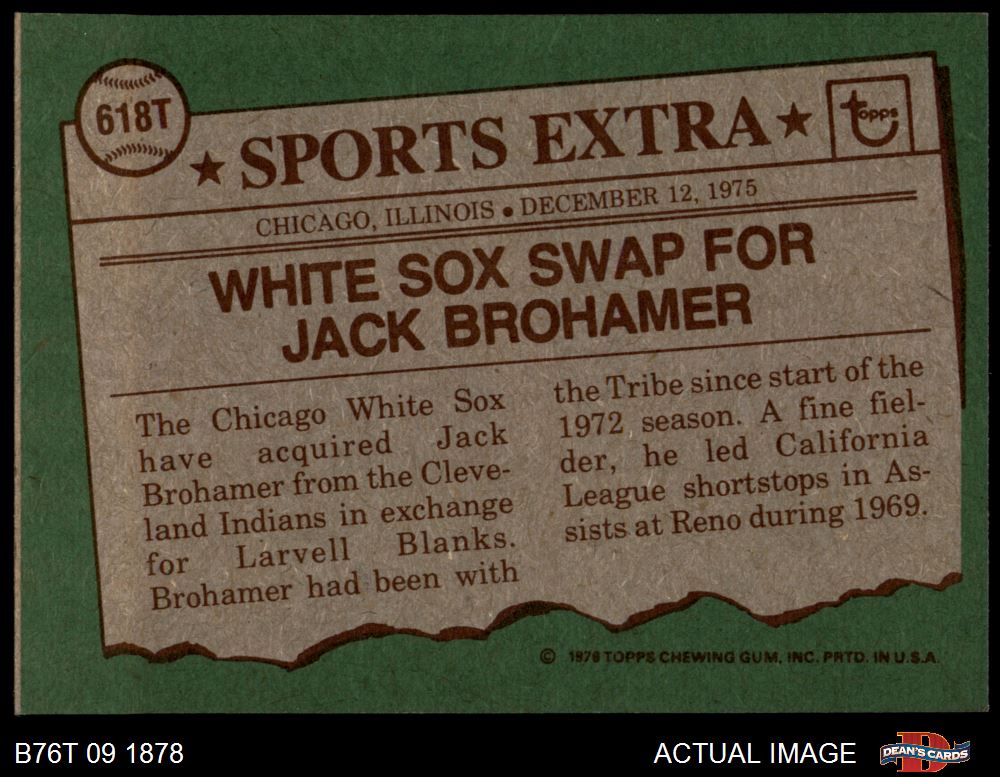 618T
★ SPORTS EXTRA ★
topps
CHICAGO, ILLINOIS • DECEMBER 12, 1975
WHITE SOX SWAP FOR
JACK BROHAMER
The Chicago White Sox
have acquired Jack
Brohamer from the Cleve-
land Indians in exchange
for Larvell Blanks.
Brohamer had been with
the Tribe since start of the
1972 season. A fine fiel-
der, he led California
League shortstops in As-
sists at Reno during 1969.
© 1976 TOPPS CHEWING GUM, INC. PRTD. IN U.S.A.
B76T 09 1878
ACTUAL IMAGE
DEAN'S CARDS